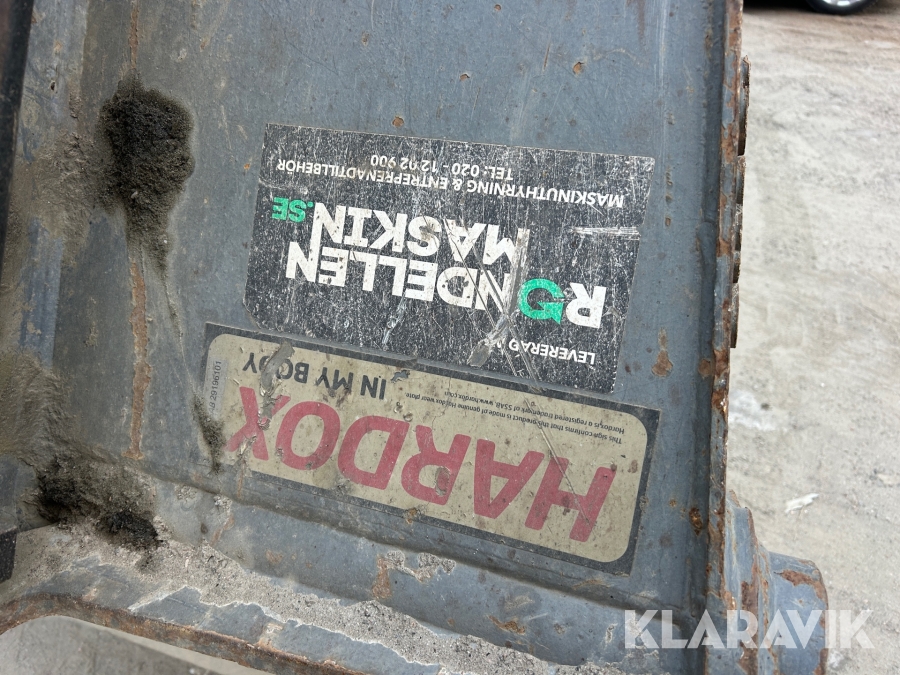 HARDOX
IN MY BODY
This sign confirms that this product is made of genuine Hardox wear plate
Hardox is a registered trademark of SSAB www.hardox.com
29196101
LEVERERAD
RONDELLEN
MASKIN.SE
MASKINUTHYRNING & ENTREPRENADTILLBEHÖR
TEL: 020 - 12 02 900
KLARAVIK